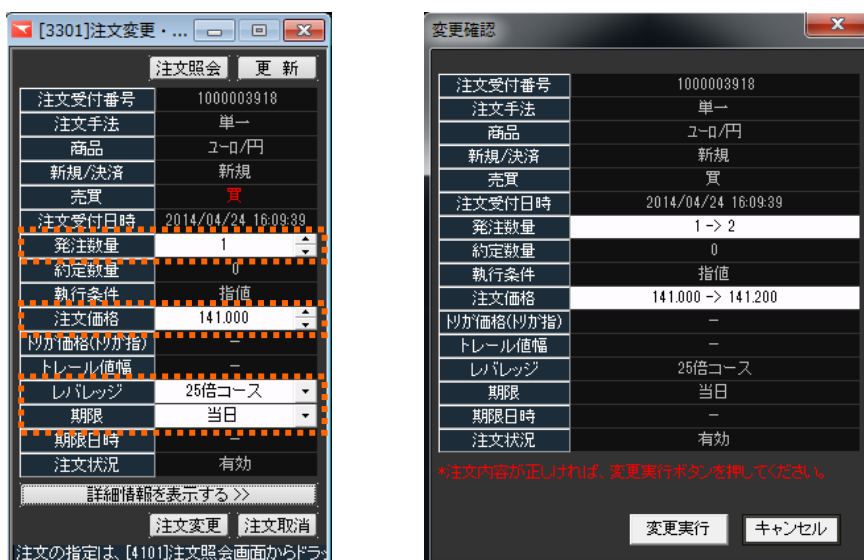 [3301]注文変更・...
注文照会 更 新
注文受付番号 1000003918
注文手法 単一
商品 ユーロ/円
新規/決済 新規
売買 買
注文受付日時 2014/04/24 16:09:39
発注数量 1
約定数量 0
執行条件 指値
注文価格 141.000
トリガ価格(トリガ指) －
トレール値幅 －
レバレッジ 25倍コース
期限 当日
期限日時 －
注文状況 有効
詳細情報を表示する >>
注文変更 注文取消
注文の指定は、[4101]注文照会画面からドラッ
変更確認
注文受付番号 1000003918
注文手法 単一
商品 ユーロ/円
新規/決済 新規
売買 買
注文受付日時 2014/04/24 16:09:39
発注数量 1 -> 2
約定数量 0
執行条件 指値
注文価格 141.000 -> 141.200
トリガ価格(トリガ指) －
トレール値幅 －
レバレッジ 25倍コース
期限 当日
期限日時 －
注文状況 有効
*注文内容が正しければ、変更実行ボタンを押してください。
変更実行 キャンセル